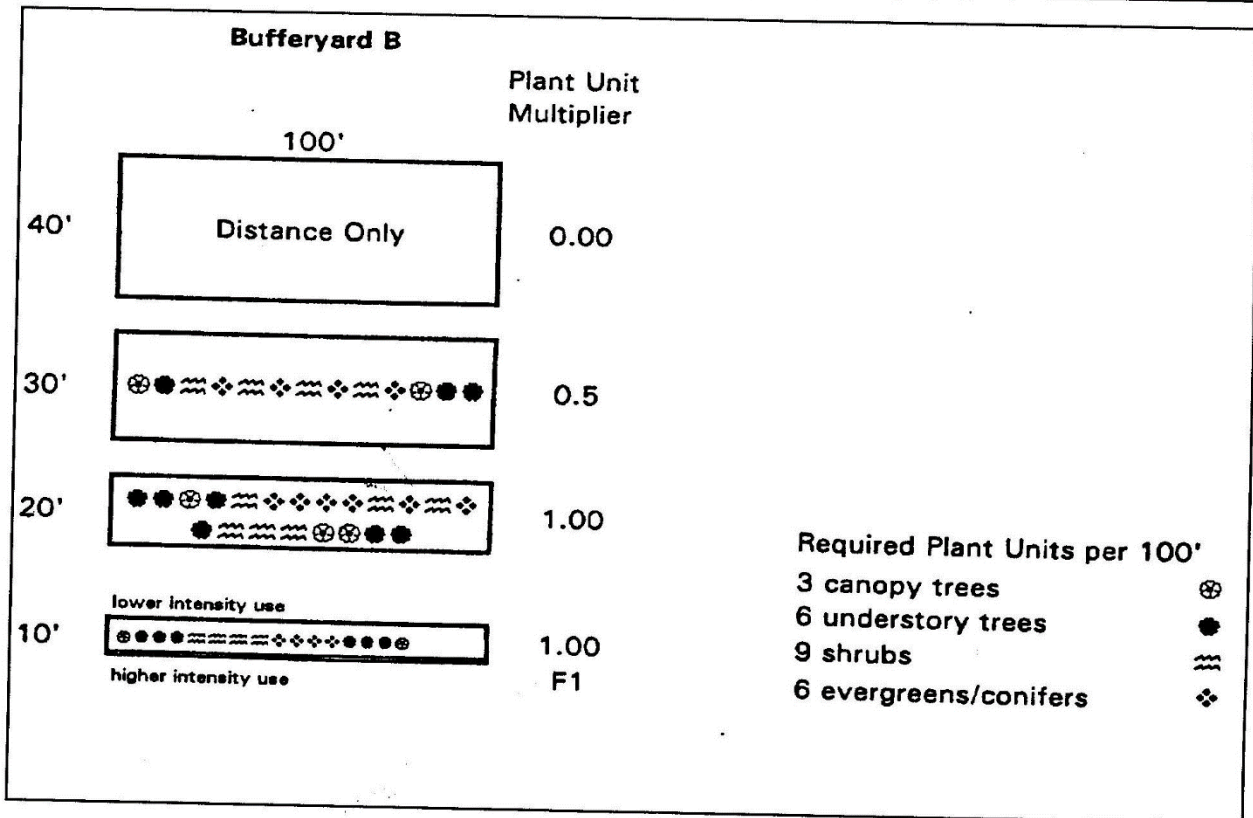 Bufferyard B
Plant Unit
Multiplier
100'
40'
Distance Only
0.00
30'
0.5
20'
1.00
lower intensity use
10'
1.00
higher intensity use
F1
Required Plant Units per 100'
3 canopy trees
6 understory trees
9 shrubs
6 evergreens/conifers